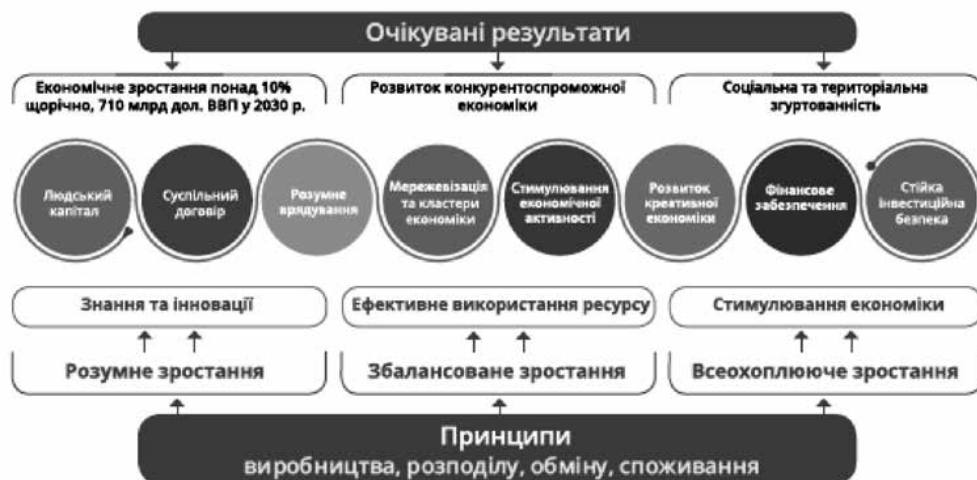 Очікувані результати
Економічне зростання понад 10%
щорічно, 710 млрд дол. ВВП у 2030 р.
Розвиток конкурентоспроможної
економіки
Соціальна та територіальна
згуртованність
Людський
капітал
Суспільний
договір
Розумне
врядування
Мережевізація
та кластери
економіки
Стимулювання
економічної
активності
Розвиток
креативної
економіки
Фінансове
забезпечення
Стійка
інвестиційна
безпека
Знання та інновації
Ефективне використання ресурсу
Стимулювання економіки
Розумне зростання
Збалансоване зростання
Всеохоплююче зростання
Принципи
виробництва, розподілу, обміну, споживання